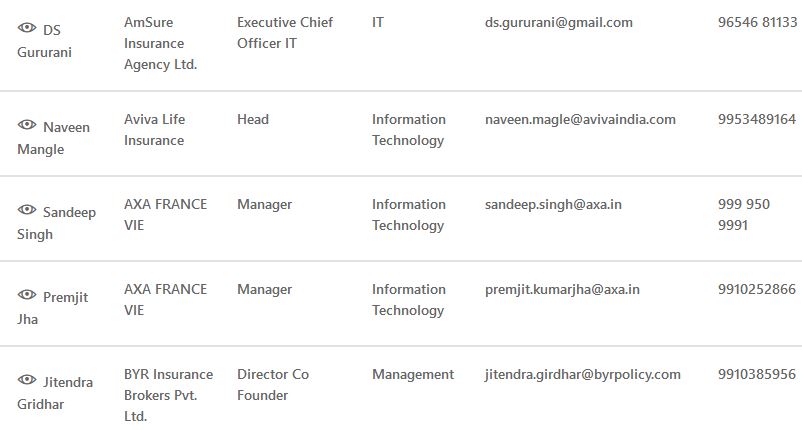 DS Gururani AmSure Insurance Agency Ltd. Executive Chief Officer IT IT ds.gururani@gmail.com 96546 81133
Naveen Mangle Aviva Life Insurance Head Information Technology naveen.magle@avivaindia.com 9953489164
Sandeep Singh AXA FRANCE VIE Manager Information Technology sandeep.singh@axa.in 999 950 9991
Premjit Jha AXA FRANCE VIE Manager Information Technology premjit.kumarjha@axa.in 9910252866
Jitendra Gridhar BYR Insurance Brokers Pvt. Ltd. Director Co Founder Management jitendra.girdhar@byrpolicy.com 9910385956